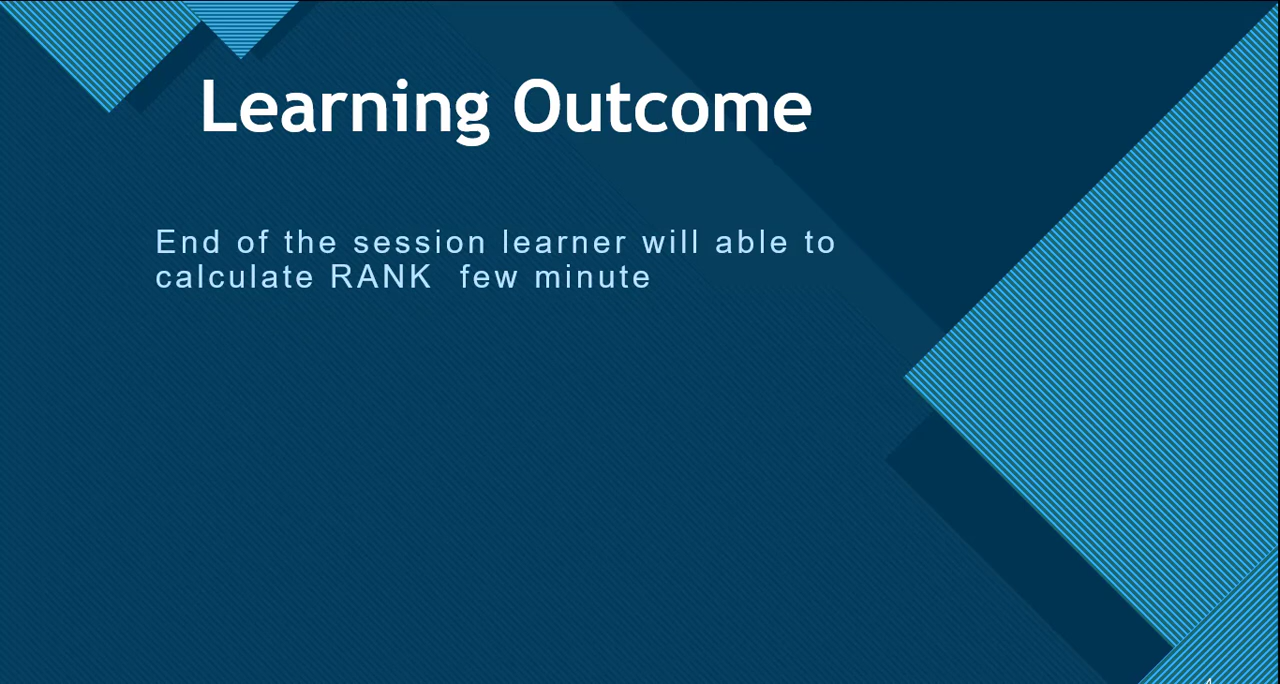 Learning Outcome
End of the session learner will able to
calculate RANK  few minute